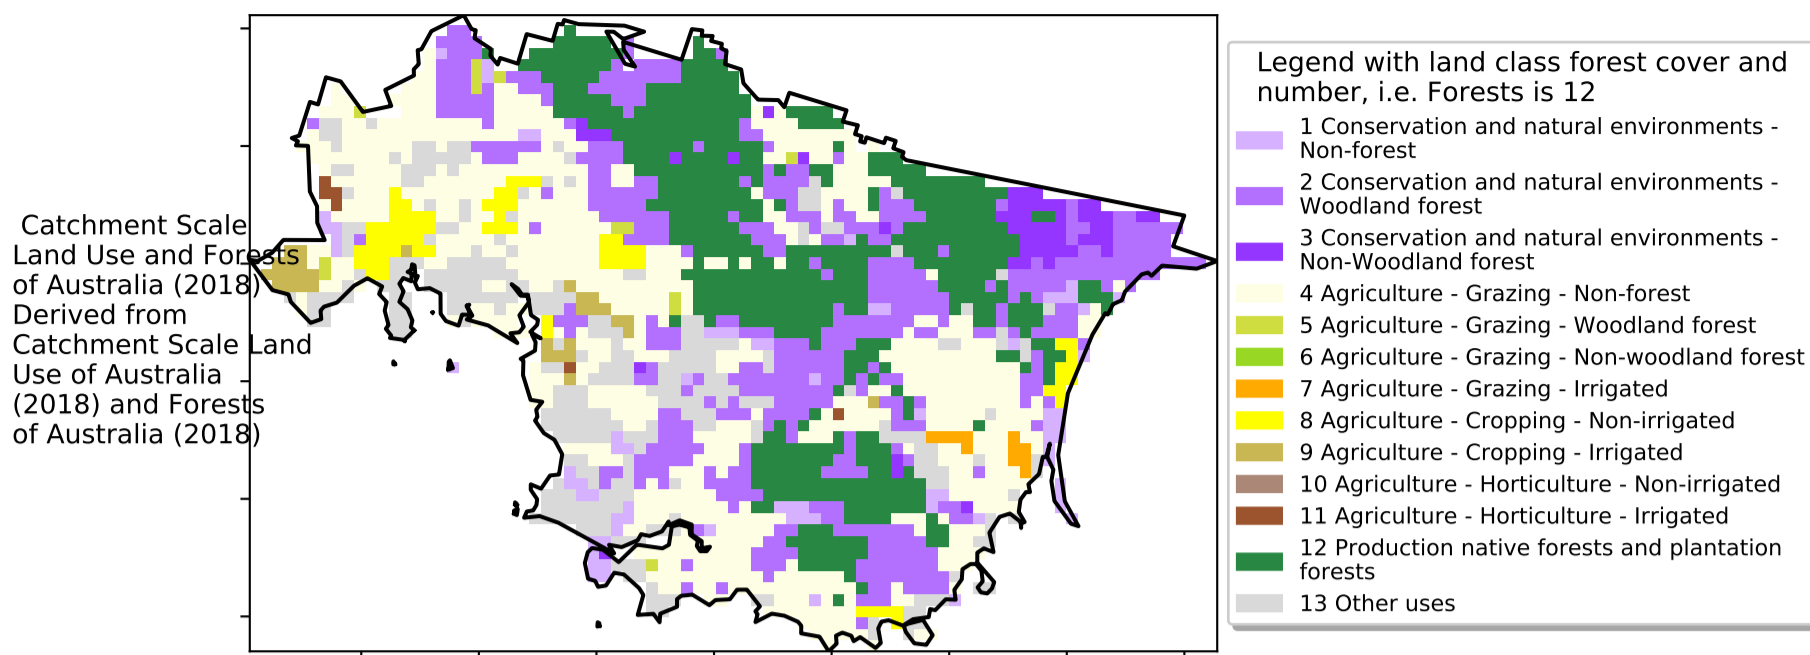 Catchment Scale
Land Use and Forests
of Australia (2018)
Derived from
Catchment Scale Land
Use of Australia
(2018) and Forests
of Australia (2018)
Legend with land class forest cover and
number, i.e. Forests is 12
1 Conservation and natural environments -
Non-forest
2 Conservation and natural environments -
Woodland forest
3 Conservation and natural environments -
Non-Woodland forest
4 Agriculture - Grazing - Non-forest
5 Agriculture - Grazing - Woodland forest
6 Agriculture - Grazing - Non-woodland forest
7 Agriculture - Grazing - Irrigated
8 Agriculture - Cropping - Non-irrigated
9 Agriculture - Cropping - Irrigated
10 Agriculture - Horticulture - Non-irrigated
11 Agriculture - Horticulture - Irrigated
12 Production native forests and plantation
forests
13 Other uses